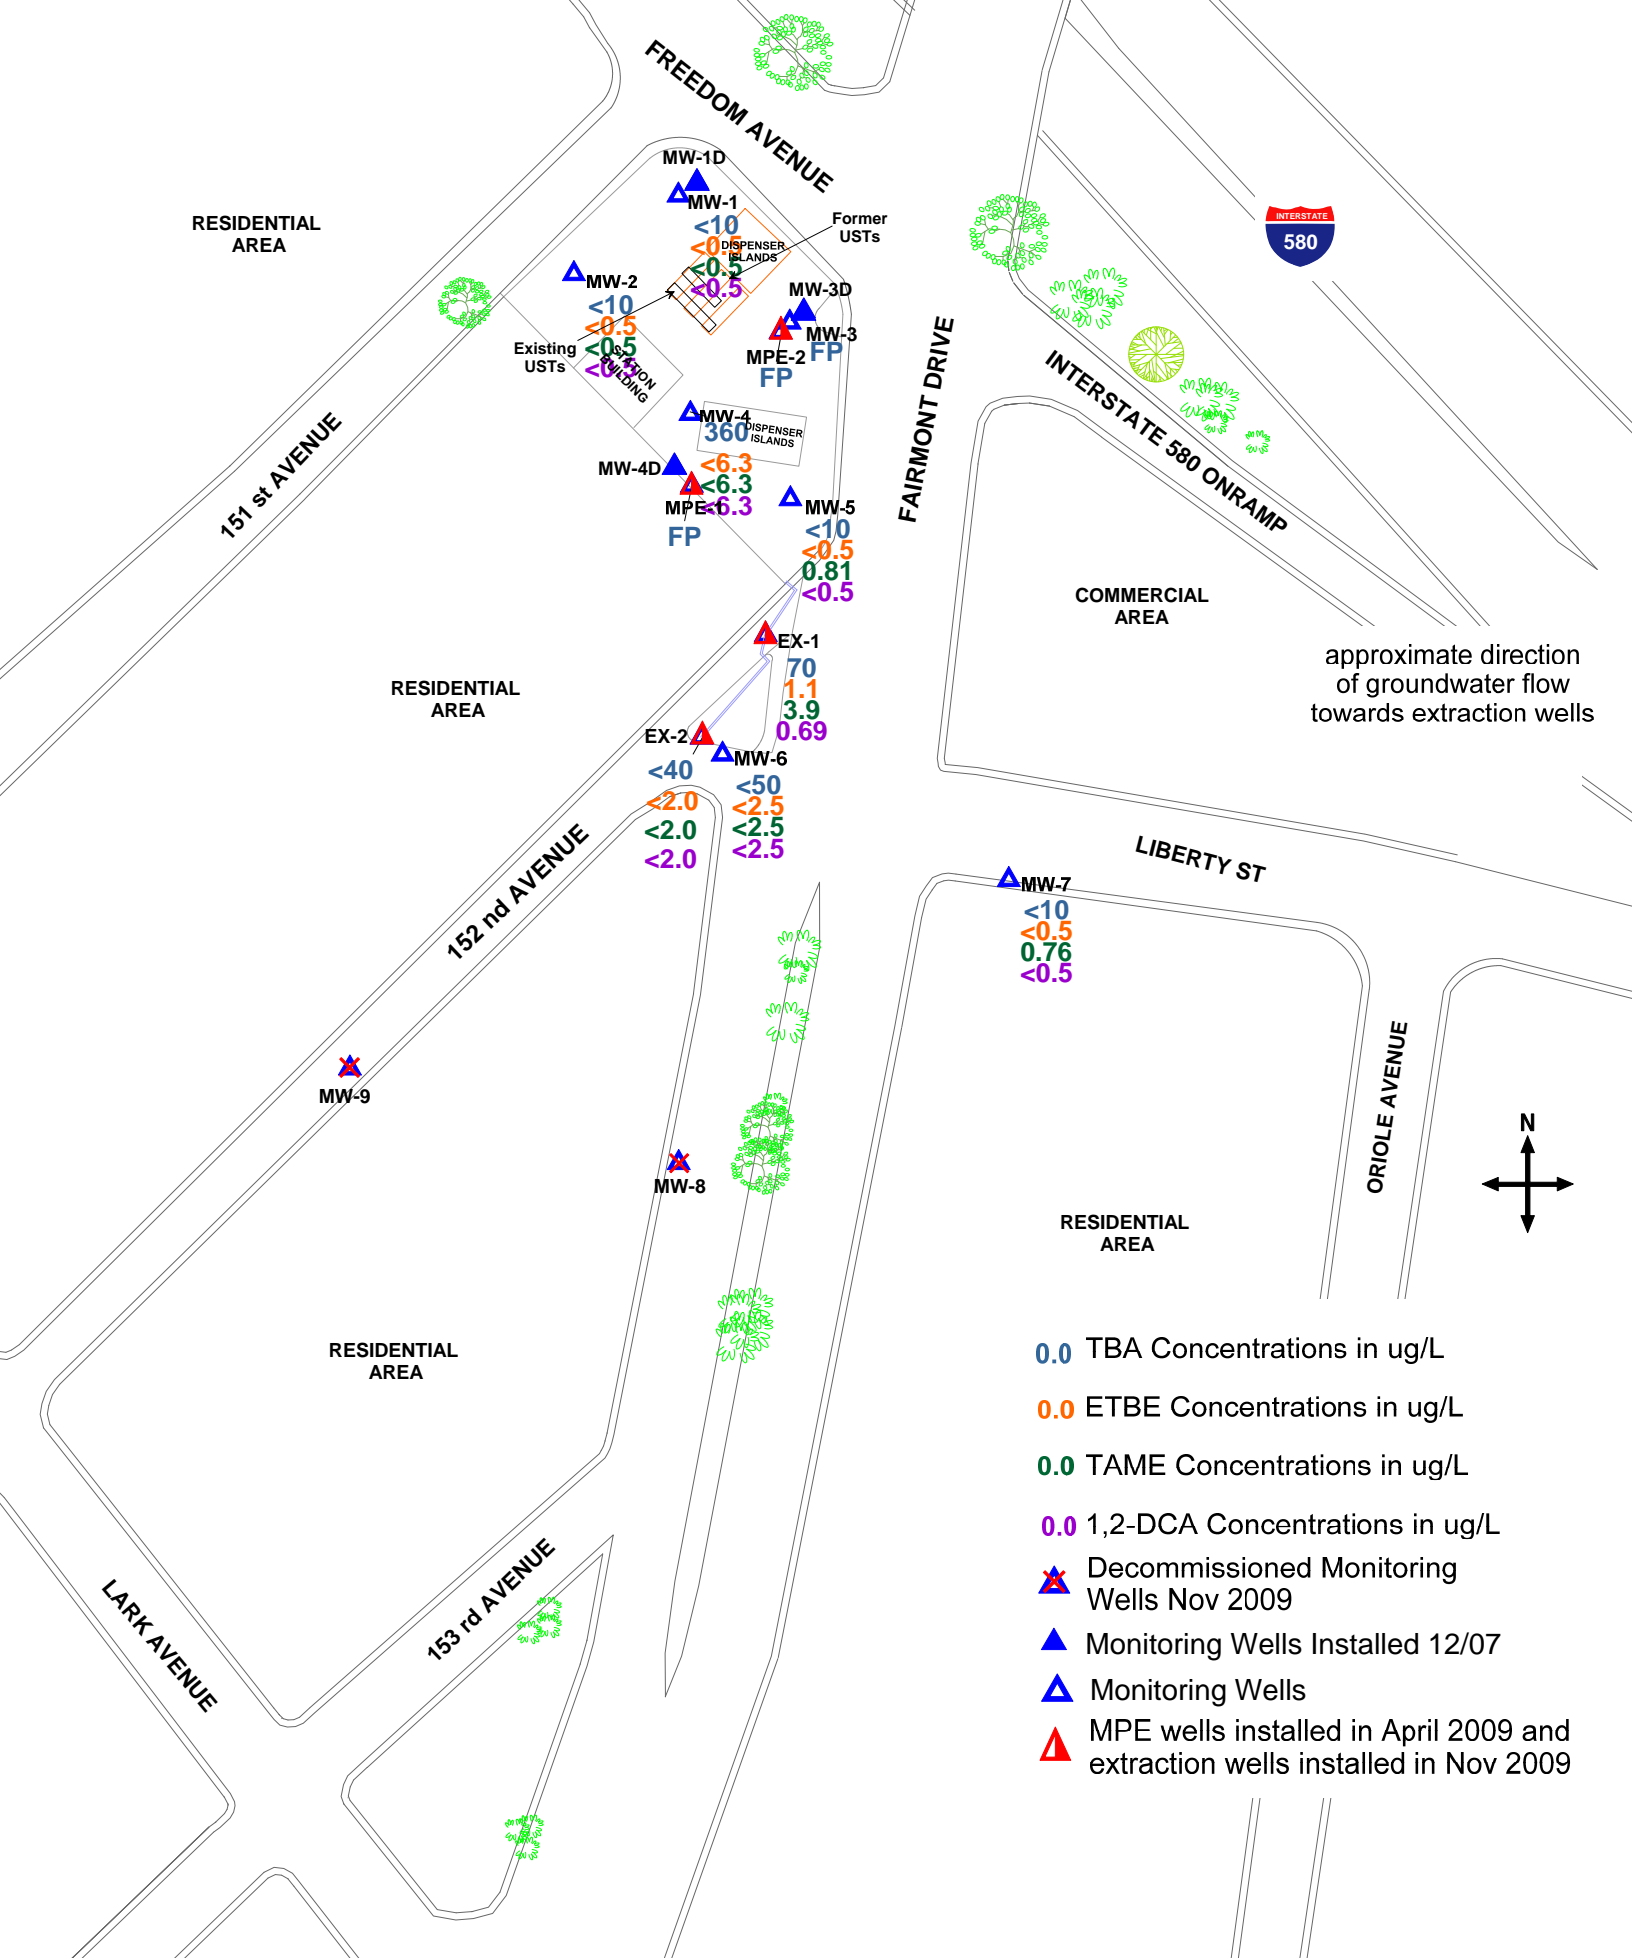 FREEDOM AVENUE
MW-1D
MW-1
<10
<0.5
<0.5
<0.5
DISPENSER
ISLANDS
Former
USTs
RESIDENTIAL
AREA
INTERSTATE
580
MW-2
<10
<0.5
<0.5
<0.5
Existing
USTs
STATION
BUILDING
MW-3D
MW-3
FP
MPE-2
FP
MW-4
360
<6.3
<6.3
<6.3
DISPENSER
ISLANDS
MW-4D
MPE-1
FP
MW-5
<10
<0.5
0.81
<0.5
151 st AVENUE
FAIRMONT DRIVE
INTERSTATE 580 ONRAMP
COMMERCIAL
AREA
approximate direction
of groundwater flow
towards extraction wells
EX-1
70
1.1
3.9
0.69
RESIDENTIAL
AREA
EX-2
<40
<2.0
<2.0
<2.0
MW-6
<50
<2.5
<2.5
<2.5
152 nd AVENUE
LIBERTY ST
MW-7
<10
<0.5
0.76
<0.5
MW-9
MW-8
ORIOLE AVENUE
N
RESIDENTIAL
AREA
RESIDENTIAL
AREA
153 rd AVENUE
LARK AVENUE
0.0 TBA Concentrations in ug/L
0.0 ETBE Concentrations in ug/L
0.0 TAME Concentrations in ug/L
0.0 1,2-DCA Concentrations in ug/L
Decommissioned Monitoring
Wells Nov 2009
Monitoring Wells Installed 12/07
Monitoring Wells
MPE wells installed in April 2009 and
extraction wells installed in Nov 2009